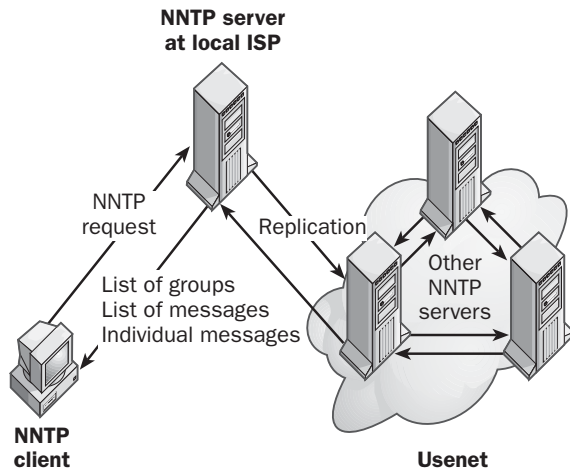 NNTP server
at local ISP
NNTP
request
Replication
List of groups
List of messages
Individual messages
Other
NNTP
servers
NNTP
client
Usenet